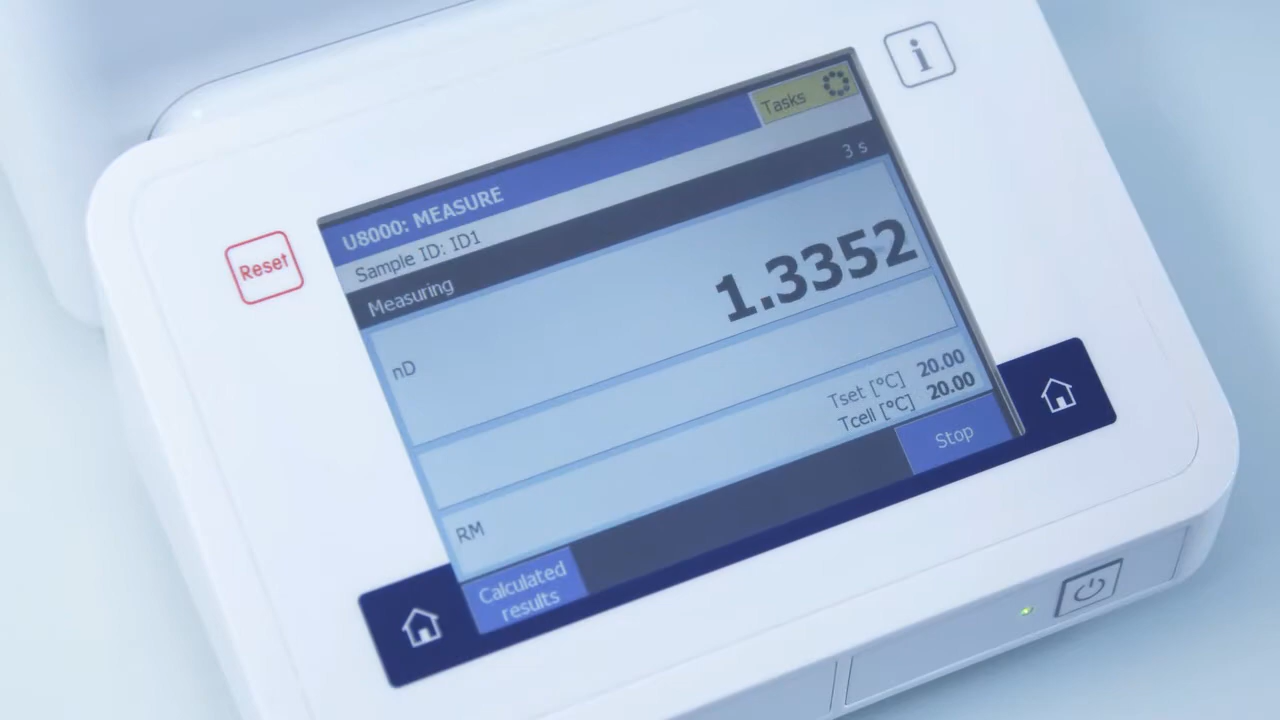 i
Tasks
U8000: MEASURE
Sample ID: ID1
Measuring 3 s
Reset
nD 1.3352
Tset [°C] 20.00
Tcell [°C] 20.00
RM
Stop
Calculated
results